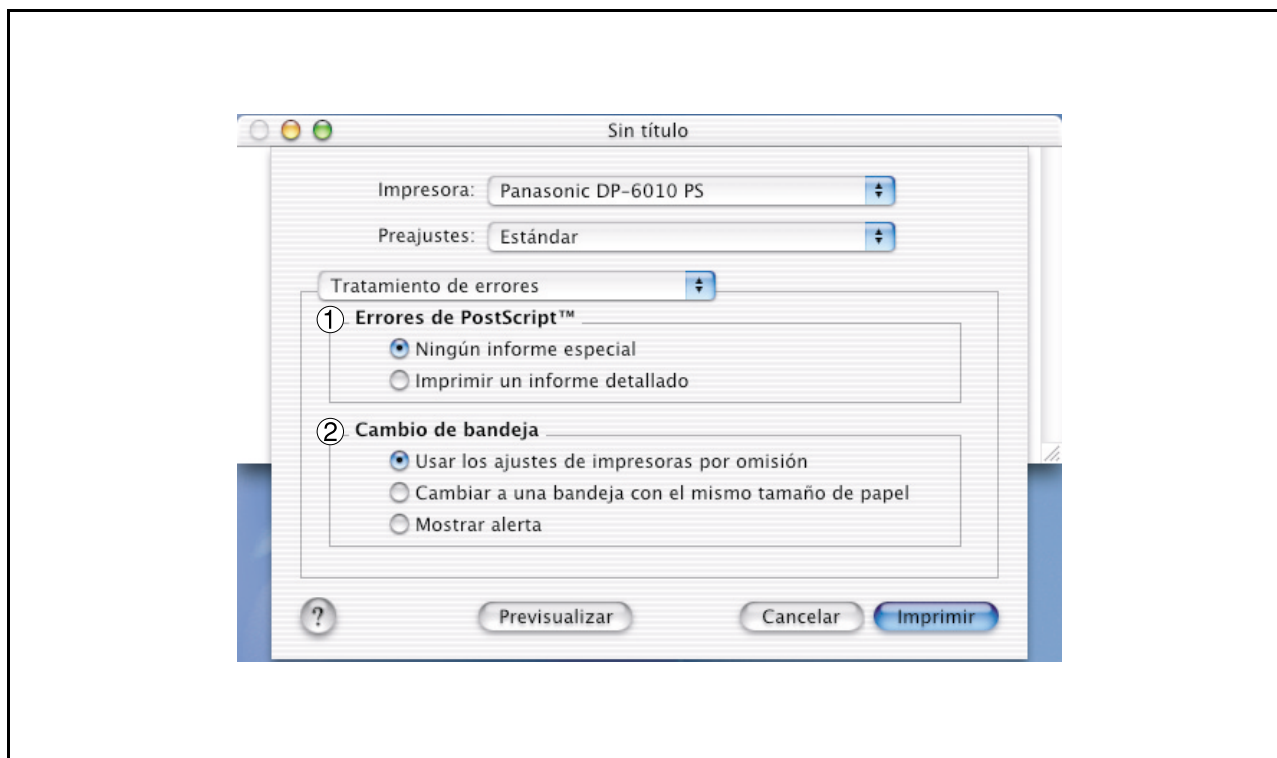 Sin título
Impresora: Panasonic DP-6010 PS
Preajustes: Estándar
Tratamiento de errores
① Errores de PostScript™
Ningún informe especial
Imprimir un informe detallado
② Cambio de bandeja
Usar los ajustes de impresoras por omisión
Cambiar a una bandeja con el mismo tamaño de papel
Mostrar alerta
? Previsualizar Cancelar Imprimir